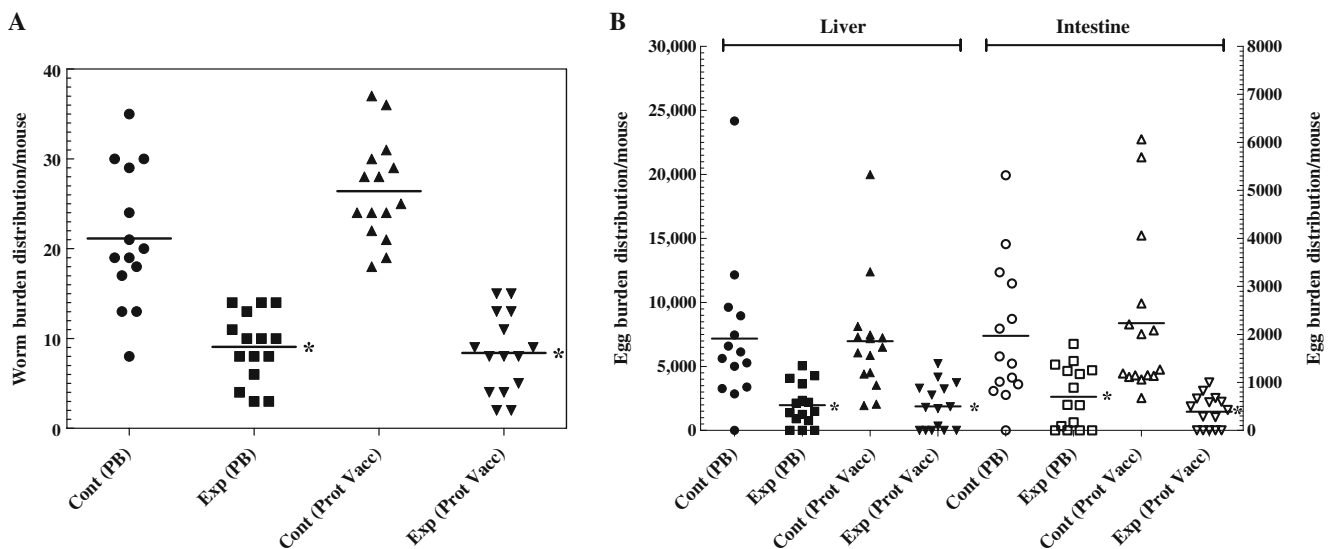 A
Worm burden distribution/mouse
40
30
20
10
0
*
*
Cont (PB)
Exp (PB)
Cont (Prot Vacc)
Exp (Prot Vacc)
B
Liver
Intestine
Egg burden distribution/mouse
30,000
25,000
20,000
15,000
10,000
5,000
0
*
*
*
*
8000
7000
6000
5000
4000
3000
2000
1000
0
Egg burden distribution/mouse
Cont (PB)
Exp (PB)
Cont (Prot Vacc)
Exp (Prot Vacc)
Cont (PB)
Exp (PB)
Cont (Prot Vacc)
Exp (Prot Vacc)